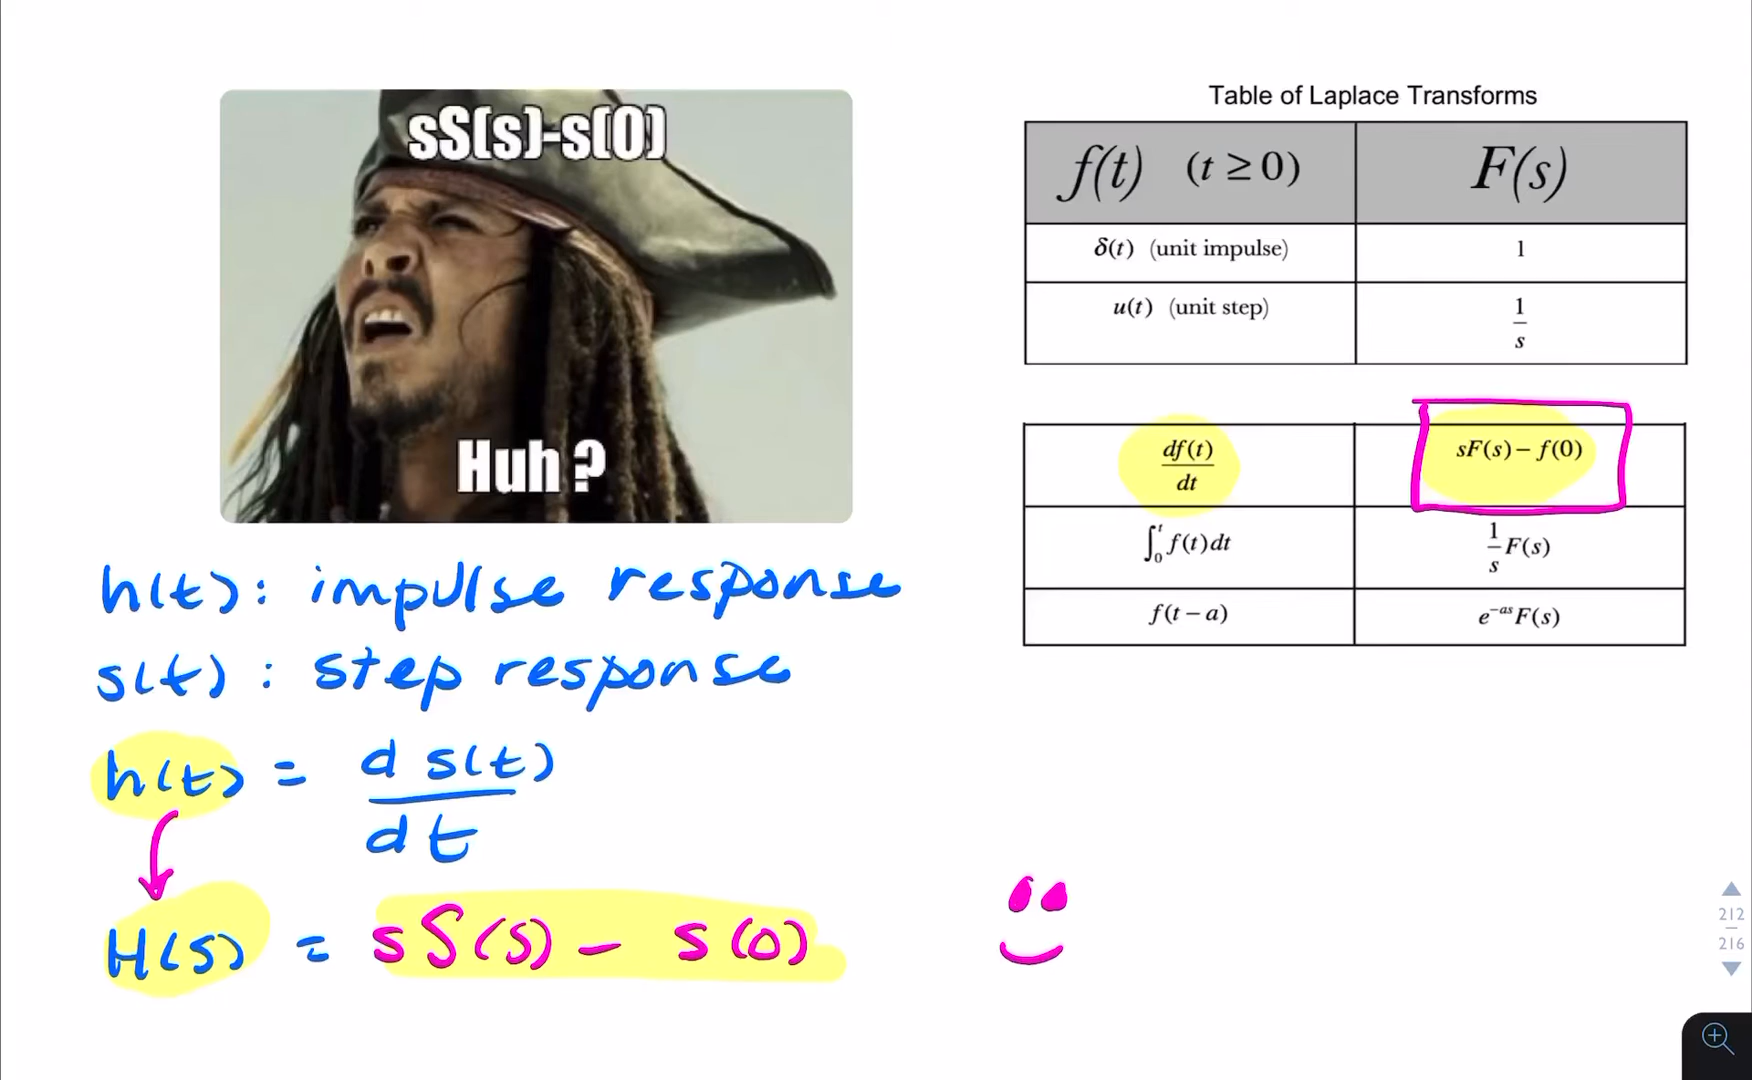 sS(s)-s(0)
Huh ?
h(t): impulse response
s(t) : step response
h(t) = d s(t)
dt
H(s) = sS(s) - s(0)
Table of Laplace Transforms
f(t) (t ≥ 0) F(s)
δ(t) (unit impulse) 1
u(t) (unit step) 1
s
df(t)
dt
sF(s) – f(0)
∫₀ᵗ f(t)dt
1
s
F(s)
f(t – a) e⁻ᵃˢF(s)
212
216